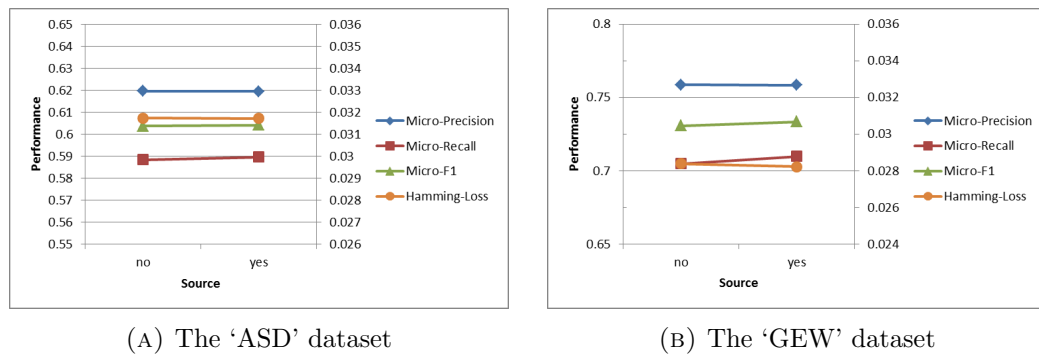 0.65
0.64
0.63
0.62
0.61
0.6
0.59
0.58
0.57
0.56
0.55
Performance
0.036
0.035
0.034
0.033
0.032
0.031
0.03
0.029
0.028
0.027
0.026
no yes
Source
Micro-Precision
Micro-Recall
Micro-F1
Hamming-Loss
(A) The ‘ASD’ dataset
0.8
0.75
0.7
0.65
Performance
0.036
0.034
0.032
0.03
0.028
0.026
0.024
no yes
Source
Micro-Precision
Micro-Recall
Micro-F1
Hamming-Loss
(B) The ‘GEW’ dataset